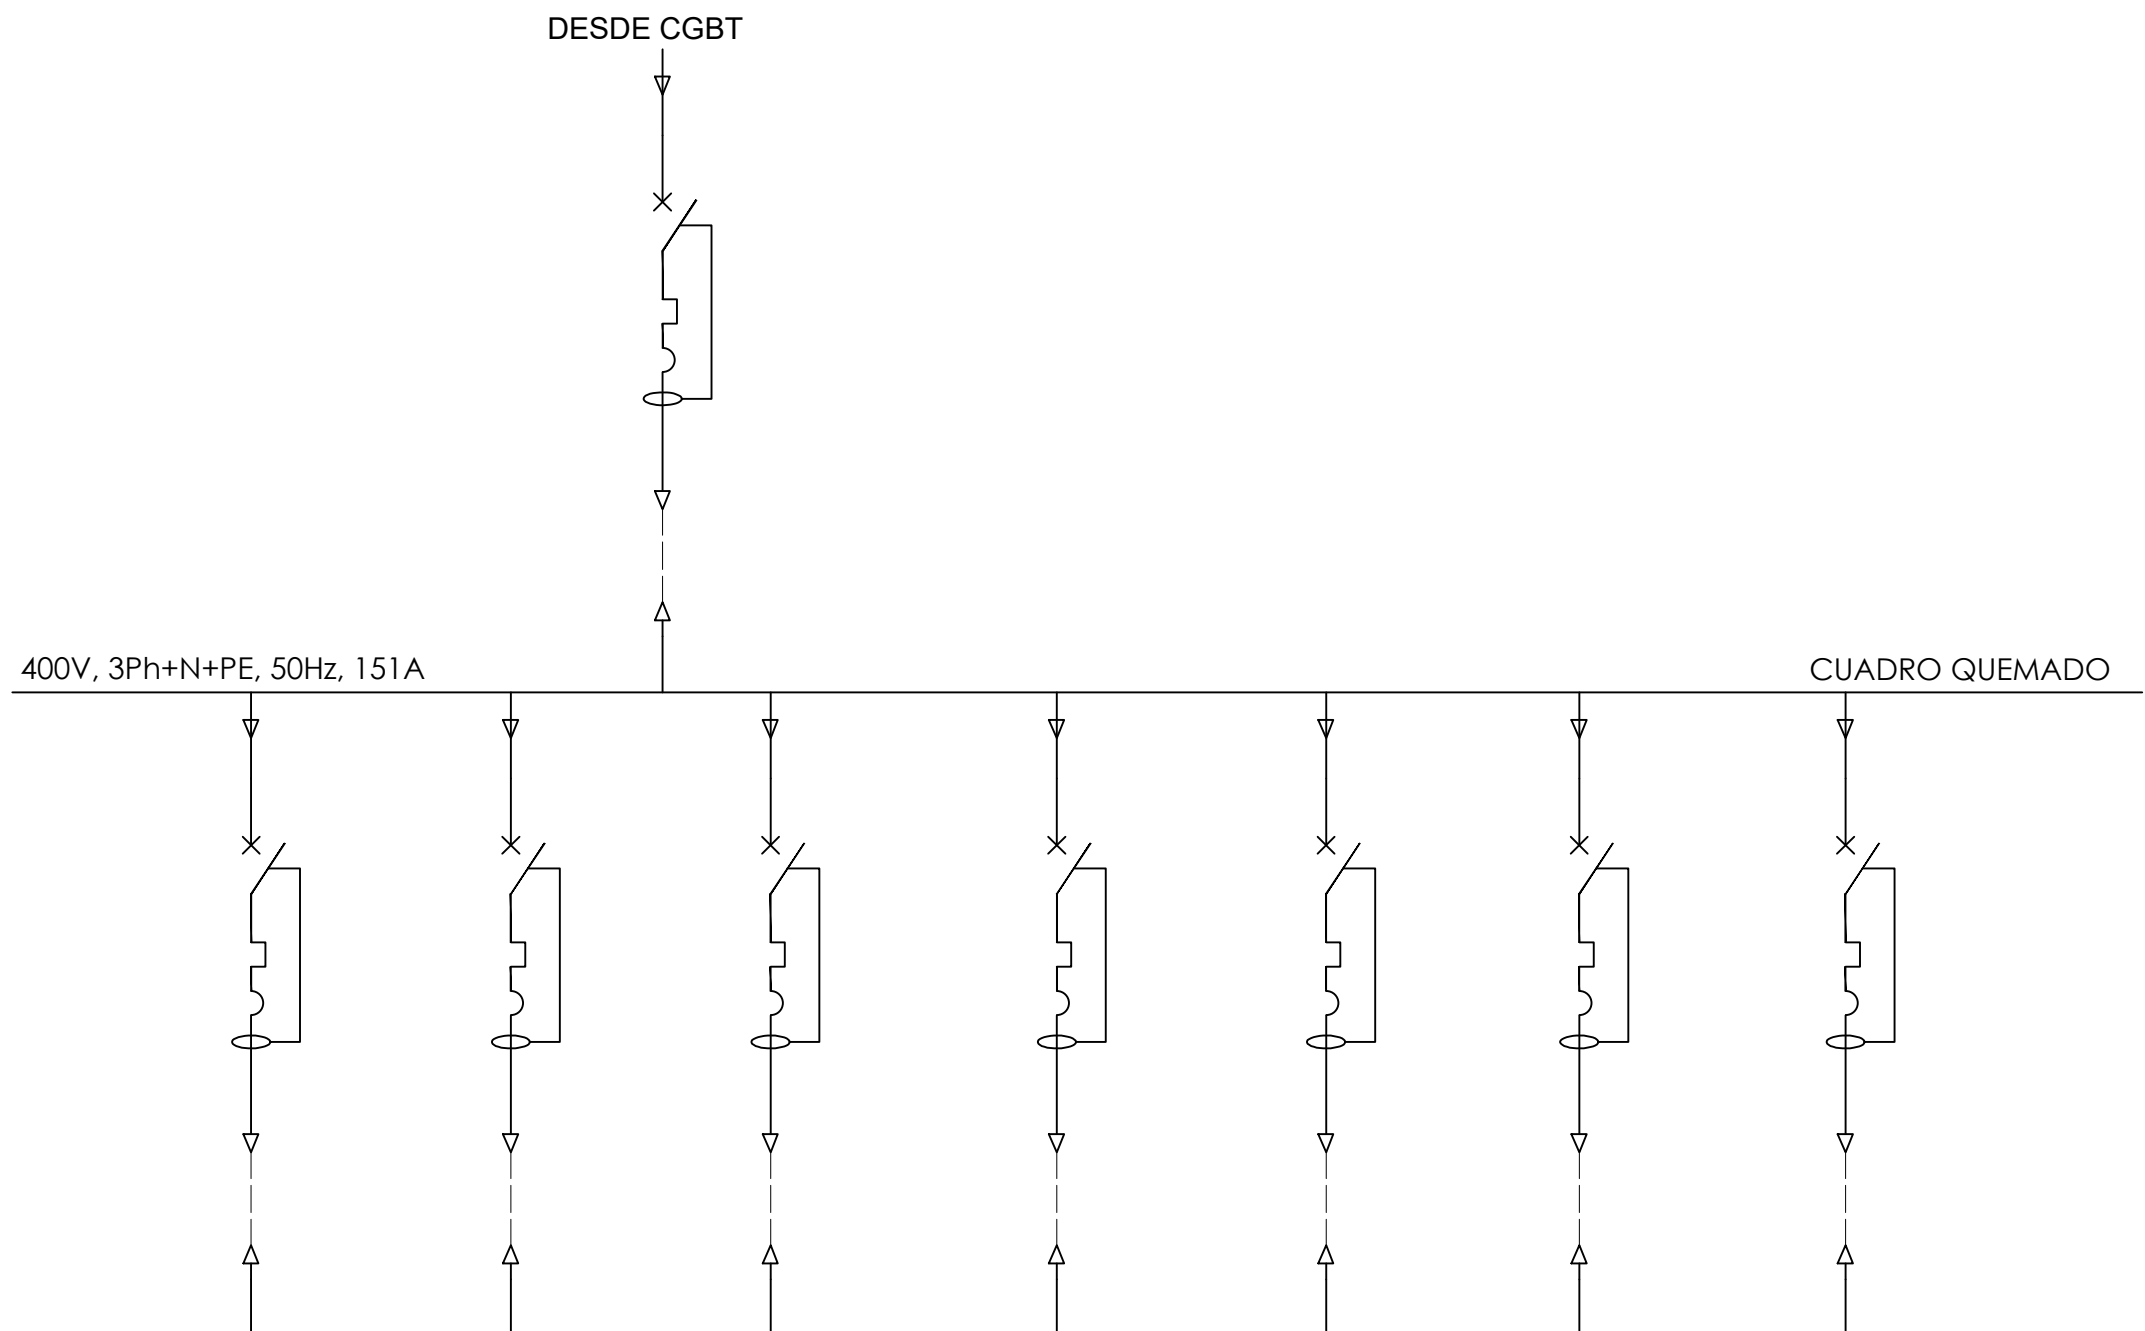 DESDE CGBT
400V, 3Ph+N+PE, 50Hz, 151A
CUADRO QUEMADO